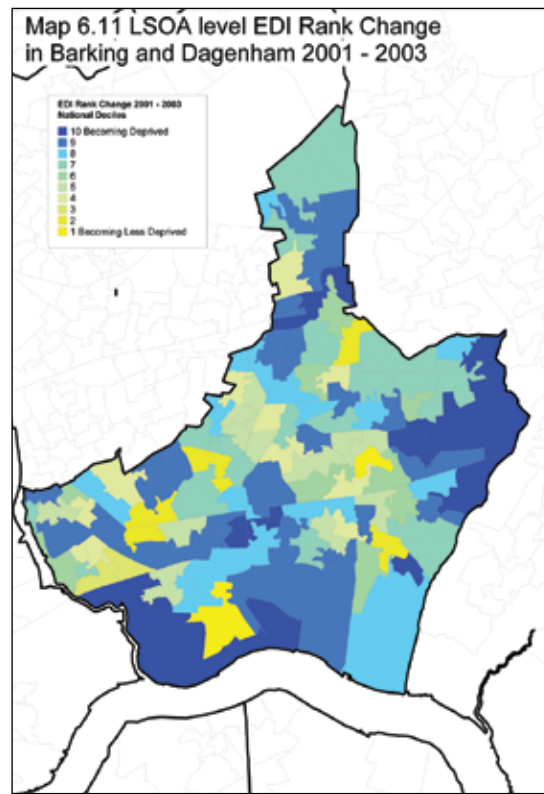 Map 6.11 LSOA level EDI Rank Change
in Barking and Dagenham 2001 - 2003
EDI Rank Change 2001 - 2003
National Deciles
10 Becoming Deprived
9
8
7
6
5
4
3
2
1 Becoming Less Deprived